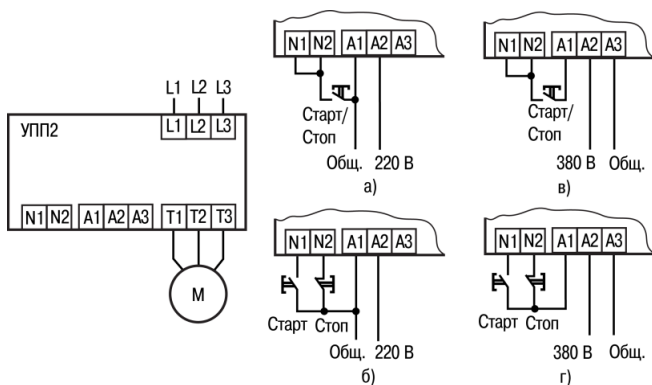 L1 L2 L3
УПП2
L1 L2 L3
N1 N2 A1 A2 A3 T1 T2 T3
M
N1 N2 A1 A2 A3
Старт/
Стоп
Общ. 220 В
а)
N1 N2 A1 A2 A3
Старт/
Стоп
380 В Общ.
в)
N1 N2 A1 A2 A3
Старт Стоп
Общ. 220 В
б)
N1 N2 A1 A2 A3
Старт Стоп
380 В Общ.
г)